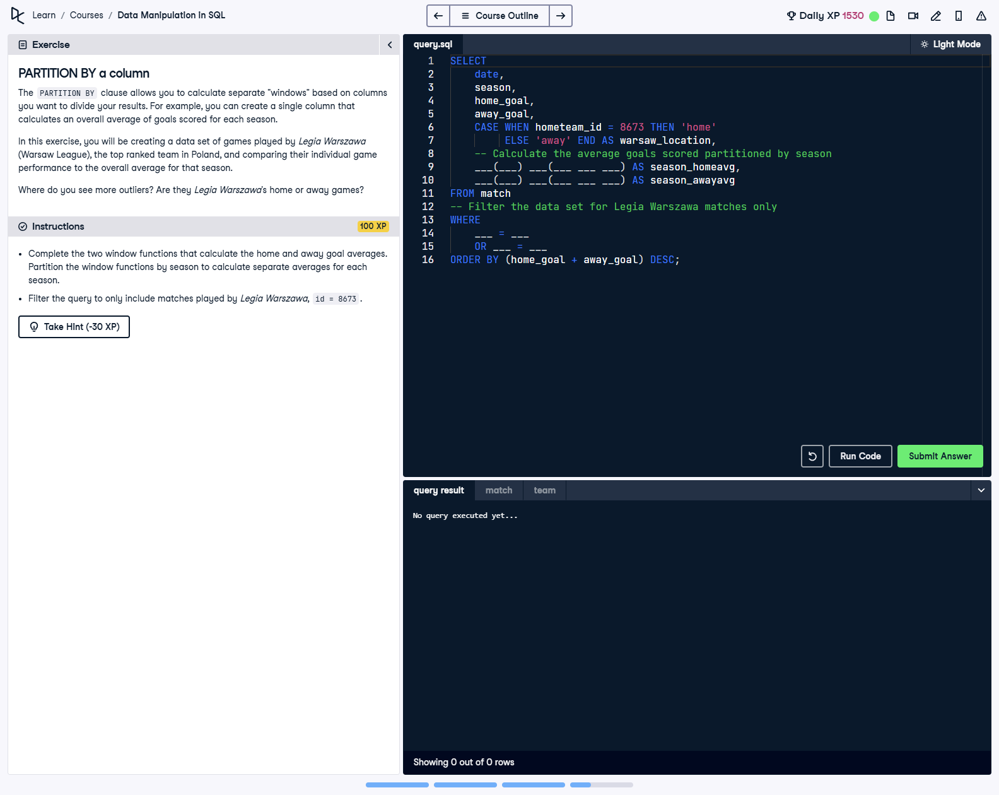 Learn / Courses / Data Manipulation in SQL
Course Outline
Daily XP 1530
Exercise
PARTITION BY a column
The PARTITION BY clause allows you to calculate separate "windows" based on columns
you want to divide your results. For example, you can create a single column that
calculates an overall average of goals scored for each season.
In this exercise, you will be creating a data set of games played by Legia Warszawa
(Warsaw League), the top ranked team in Poland, and comparing their individual game
performance to the overall average for that season.
Where do you see more outliers? Are they Legia Warszawa's home or away games?
Instructions
100 XP
• Complete the two window functions that calculate the home and away goal averages.
Partition the window functions by season to calculate separate averages for each
season.
• Filter the query to only include matches played by Legia Warszawa, id = 8673.
Take Hint (-30 XP)
query.sql
Light Mode
1 SELECT
2 date,
3 season,
4 home_goal,
5 away_goal,
6 CASE WHEN hometeam_id = 8673 THEN 'home'
7 ELSE 'away' END AS warsaw_location,
8 -- Calculate the average goals scored partitioned by season
9 ___(___) ___(___ ___ ___) AS season_homeavg,
10 ___(___) ___(___ ___ ___) AS season_awayavg
11 FROM match
12 -- Filter the data set for Legia Warszawa matches only
13 WHERE
14 ___ = ___
15 OR ___ = ___
16 ORDER BY (home_goal + away_goal) DESC;
Run Code
Submit Answer
query result
match
team
No query executed yet...
Showing 0 out of 0 rows